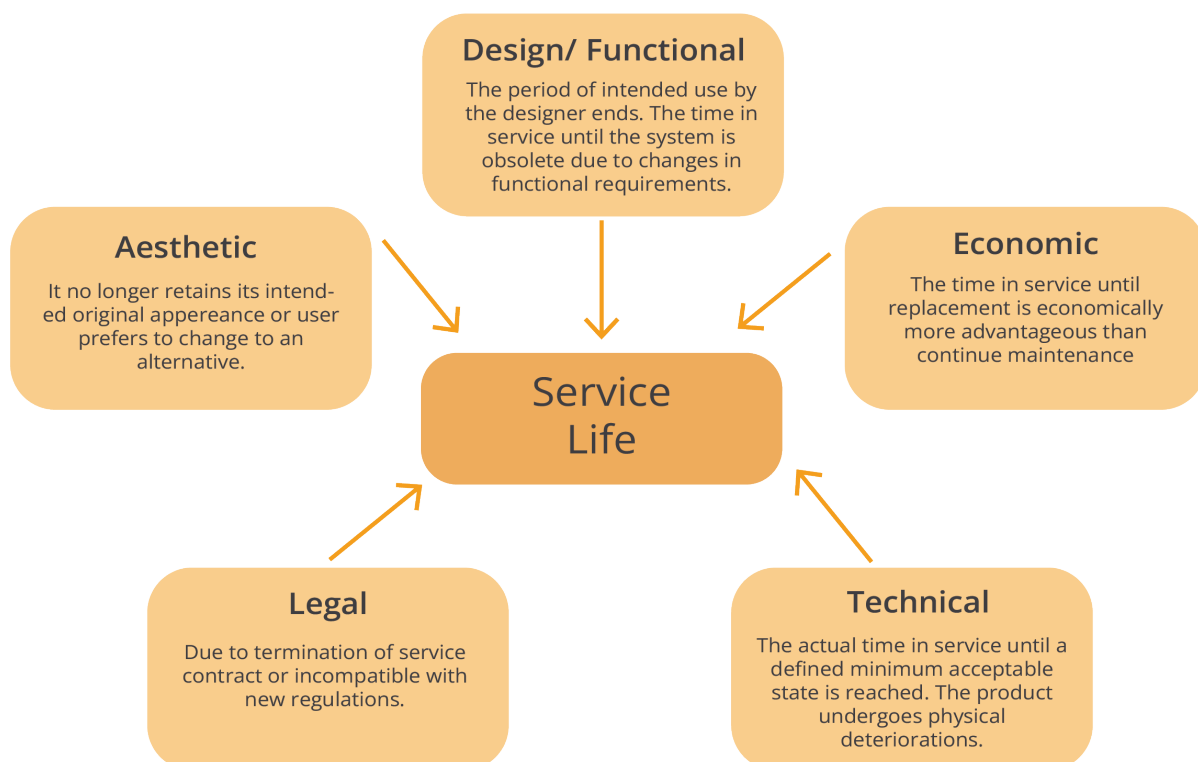 Design/ Functional
The period of intended use by
the designer ends. The time in
service until the system is
obsolete due to changes in
functional requirements.
Aesthetic
It no longer retains its intend-
ed original appereance or user
prefers to change to an
alternative.
Economic
The time in service until
replacement is economically
more advantageous than
continue maintenance
Service
Life
Legal
Due to termination of service
contract or incompatible with
new regulations.
Technical
The actual time in service until a
defined minimum acceptable
state is reached. The product
undergoes physical
deteriorations.